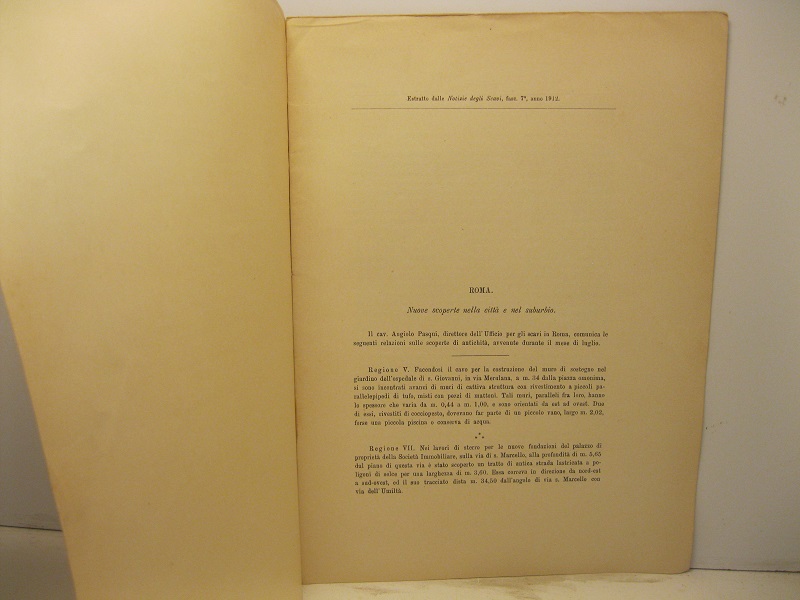 Estratto dalle Notizie degli Scavi, fasc. 7°, anno 1912.
ROMA.
Nuove scoperte nella città e nel suburbio.
Il cav. Angiolo Pasqui, direttore dell'Ufficio per gli scavi in Roma, comunica le
seguenti relazioni sulle scoperte di antichità, avvenute durante il mese di luglio.
Regione V. Facendosi il cavo per la costruzione del muro di sostegno nel
giardino dell'ospedale di s. Giovanni, in via Merulana, a m. 34 dalla piazza omonima,
si sono incontrati avanzi di muri di cattiva struttura con rivestimento a piccoli pa-
rallelepipedi di tufo, misti con pezzi di mattoni. Tali muri, paralleli fra loro, hanno
lo spessore che varia da m. 0,44 a m. 1,00, e sono orientati da est ad ovest. Due
di essi, rivestiti di cocciopesto, dovevano far parte di un piccolo vano, largo m. 2,02,
forse una piccola piscina o conserva di acqua.
Regione VII. Nei lavori di sterro per le nuove fondazioni del palazzo di
proprietà della Società Immobiliare, sulla via di s. Marcello, alla profondità di m. 5,65
dal piano di questa via è stato scoperto un tratto di antica strada lastricata a po-
ligoni di selce per una larghezza di m. 3,60. Essa correva in direzione da nord-est
a sud-ovest, ed il suo tracciato dista m. 34,50 dall'angolo di via s. Marcello con
via dell'Umiltà.